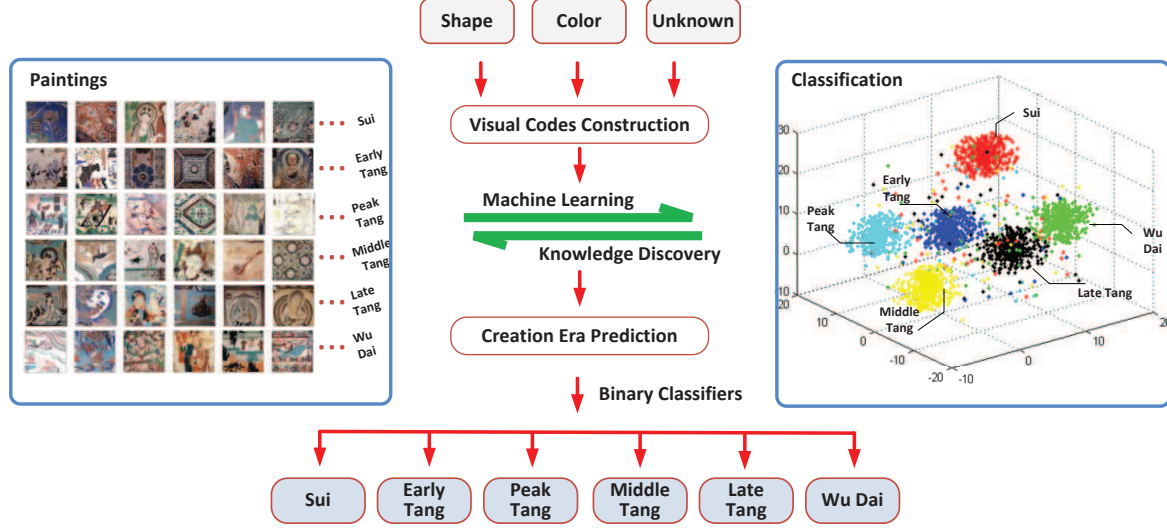 Shape
Color
Unknown
Paintings
Sui
Early
Tang
Peak
Tang
Middle
Tang
Late
Tang
Wu
Dai
Visual Codes Construction
Machine Learning
Knowledge Discovery
Creation Era Prediction
Binary Classifiers
Classification
30
20
10
0
-10
20
10
0
-10
-20
-10
0
10
20
Sui
Early
Tang
Peak
Tang
Wu
Dai
Late Tang
Middle
Tang
Sui
Early
Tang
Peak
Tang
Middle
Tang
Late
Tang
Wu Dai